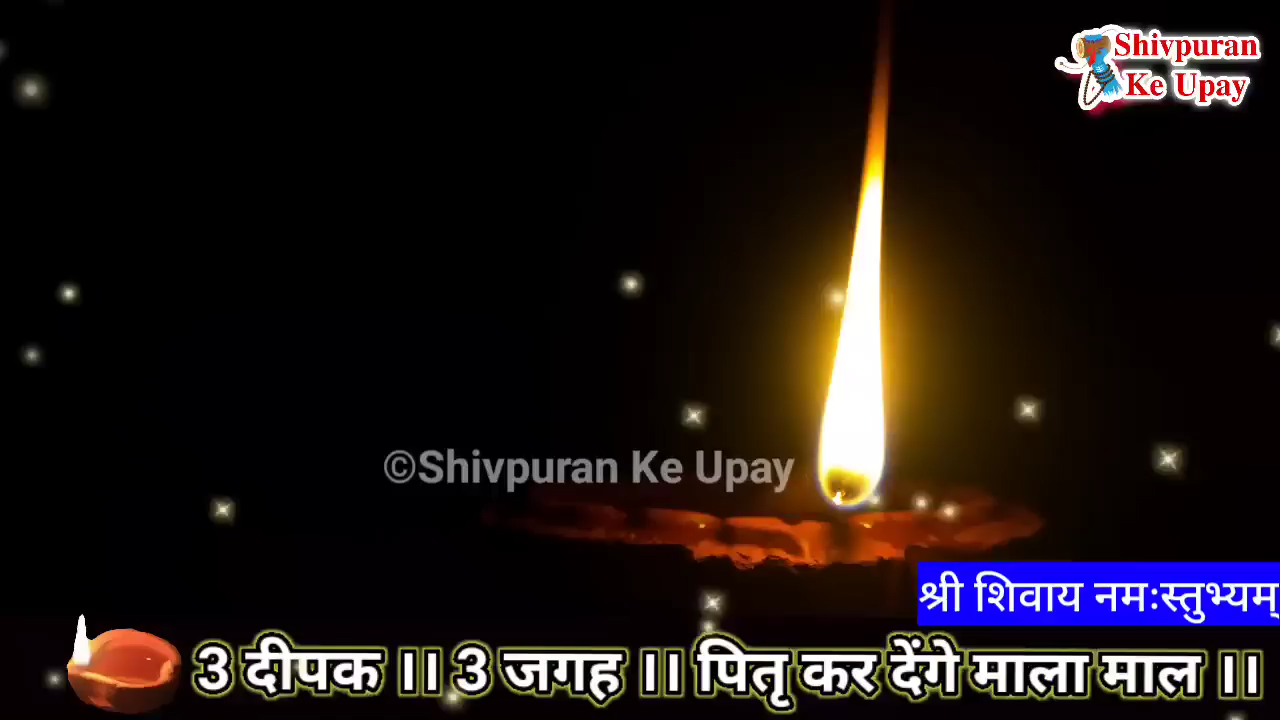 Shivpuran
Ke Upay
©Shivpuran Ke Upay
श्री शिवाय नमःस्तुभ्यम्
3 दीपक ।। 3 जगह ।। पितृ कर देंगे माला माल ।।